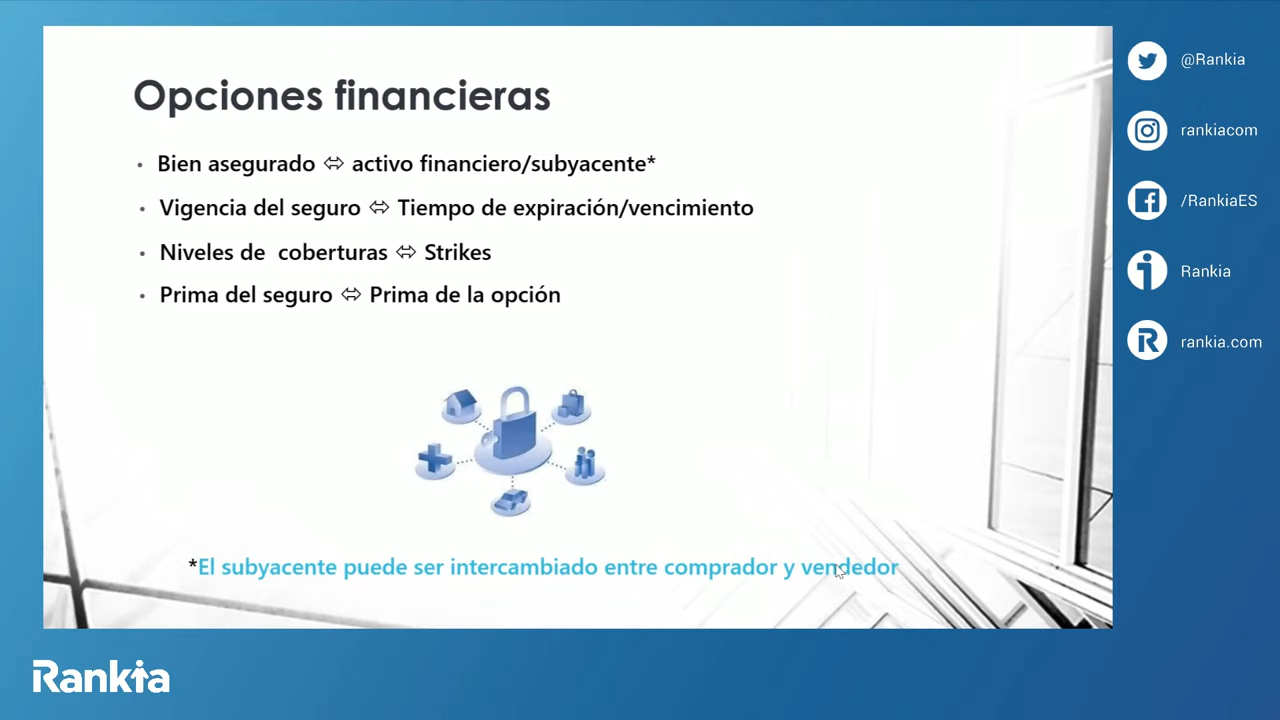 Opciones financieras
• Bien asegurado ⇔ activo financiero/subyacente*
• Vigencia del seguro ⇔ Tiempo de expiración/vencimiento
• Niveles de coberturas ⇔ Strikes
• Prima del seguro ⇔ Prima de la opción
*El subyacente puede ser intercambiado entre comprador y vendedor
@Rankia
rankiacom
/RankiaES
Rankia
rankia.com
Rankia